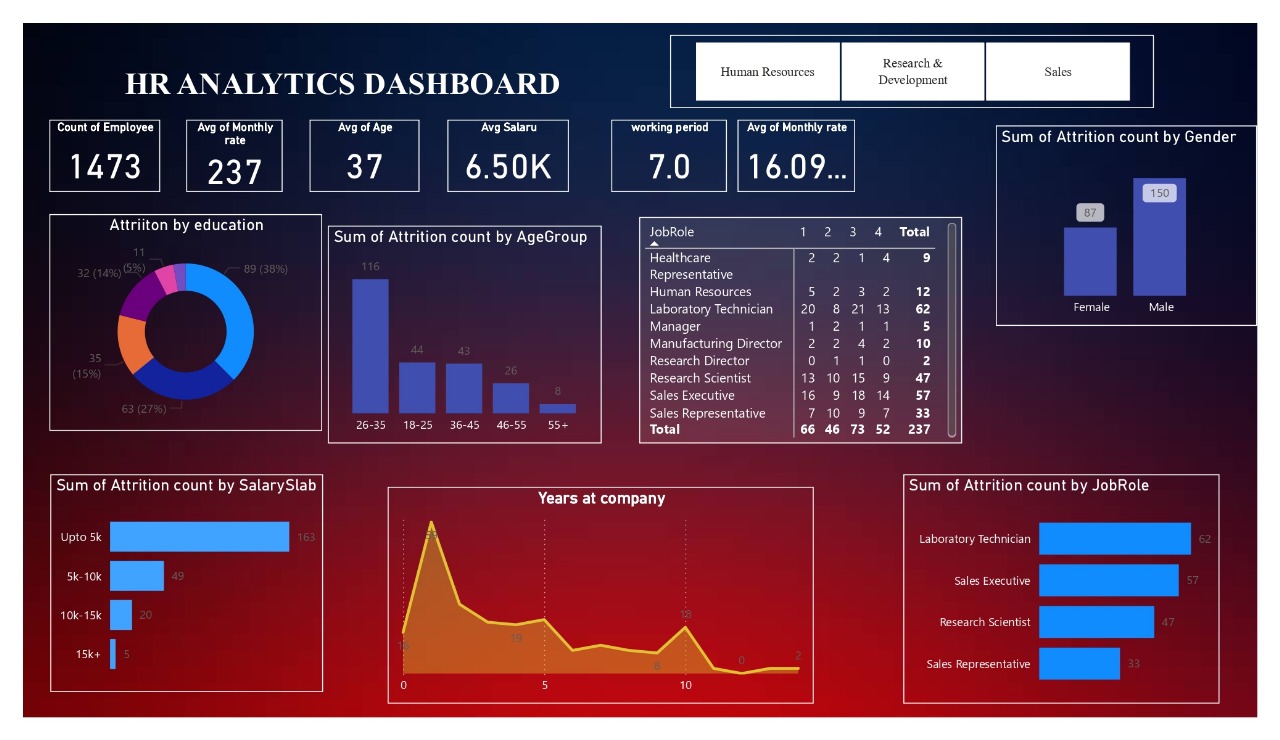 HR ANALYTICS DASHBOARD
Human Resources
Research &
Development
Sales
Count of Employee
1473
Avg of Monthly
rate
237
Avg of Age
37
Avg Salaru
6.50K
working period
7.0
Avg of Monthly rate
16.09...
Sum of Attrition count by Gender
87
150
Female
Male
Attriiton by education
11
(5%)
32 (14%)
89 (38%)
35
(15%)
63 (27%)
Sum of Attrition count by AgeGroup
116
44
43
26
8
26-35 18-25 36-45 46-55 55+
JobRole 1 2 3 4 Total
Healthcare 2 2 1 4 9
Representative
Human Resources 5 2 3 2 12
Laboratory Technician 20 8 21 13 62
Manager 1 2 1 1 5
Manufacturing Director 2 2 4 2 10
Research Director 0 1 1 0 2
Research Scientist 13 10 15 9 47
Sales Executive 16 9 18 14 57
Sales Representative 7 10 9 7 33
Total 66 46 73 52 237
Sum of Attrition count by SalarySlab
Upto 5k 163
5k-10k 49
10k-15k 20
15k+ 5
Years at company
19
8
18
0
2
0 5 10
Sum of Attrition count by JobRole
Laboratory Technician 62
Sales Executive 57
Research Scientist 47
Sales Representative 33